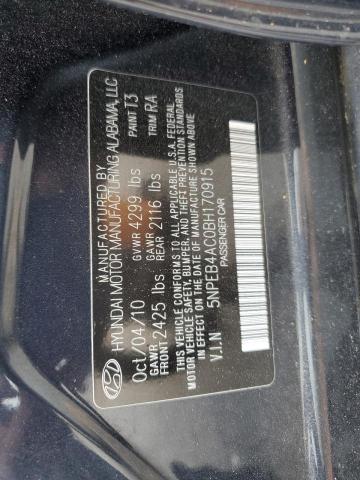 MANUFACTURED BY
HYUNDAI MOTOR MANUFACTURING ALABAMA, LLC
Oct/04/10 GVWR 4299 lbs PAINT T3
GAWR FRONT 2425 lbs GAWR REAR 2116 lbs TRIM RA
THIS VEHICLE CONFORMS TO ALL APPLICABLE U.S.A. FEDERAL
MOTOR VEHICLE SAFETY, BUMPER, AND THEFT PREVENTION STANDARDS
IN EFFECT ON THE DATE OF MANUFACTURE SHOWN ABOVE.
V.I.N 5NPEB4AC0BH170915
PASSENGER CAR